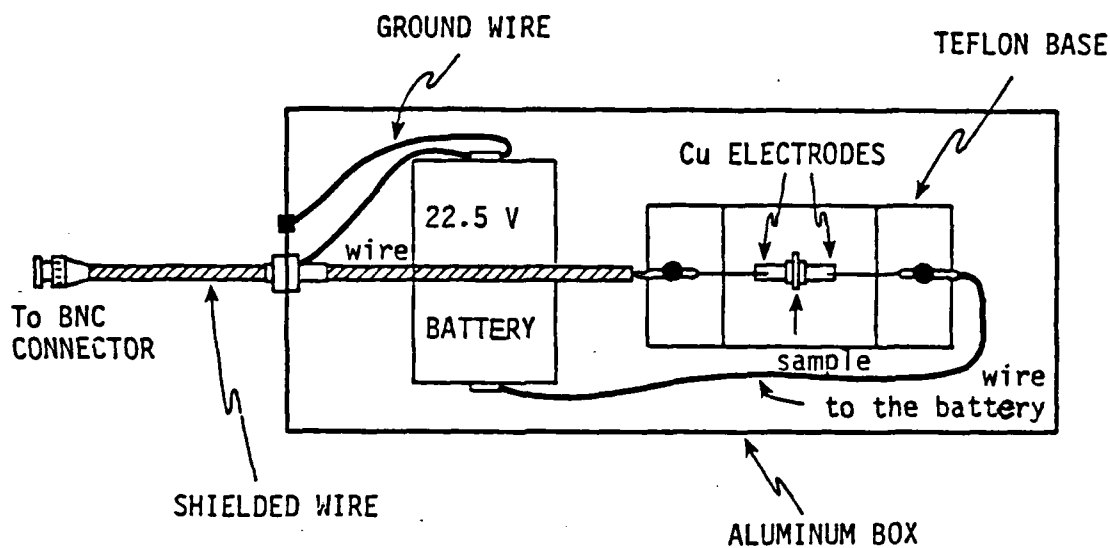 GROUND WIRE
TEFLON BASE
Cu ELECTRODES
22.5 V
wire
BATTERY
To BNC
CONNECTOR
sample
wire
to the battery
SHIELDED WIRE
ALUMINUM BOX